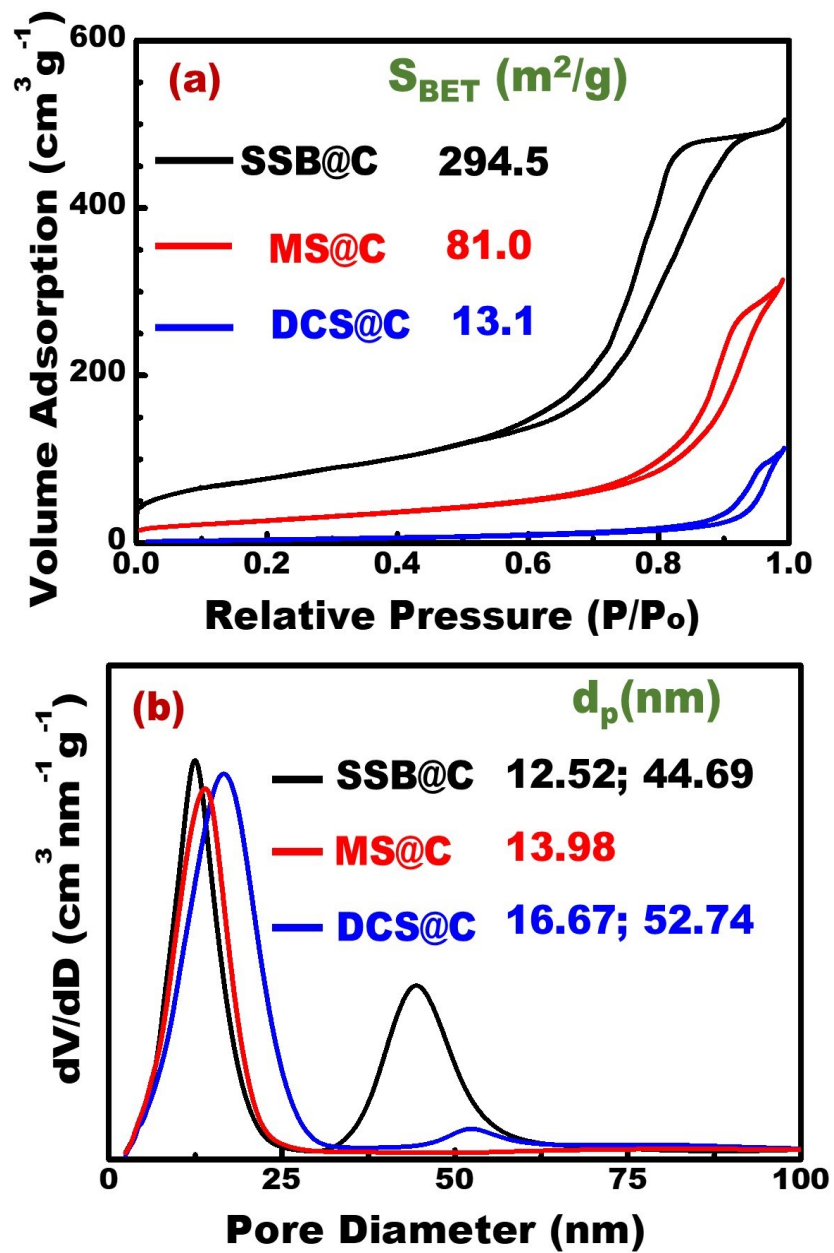 600
400
200
0
Volume Adsorption (cm³ g⁻¹)
(a)
S_BET (m²/g)
SSB@C 294.5
MS@C 81.0
DCS@C 13.1
0.0 0.2 0.4 0.6 0.8 1.0
Relative Pressure (P/Po)
dV/dD (cm³ nm⁻¹ g⁻¹)
(b)
d_p(nm)
SSB@C 12.52; 44.69
MS@C 13.98
DCS@C 16.67; 52.74
0 25 50 75 100
Pore Diameter (nm)